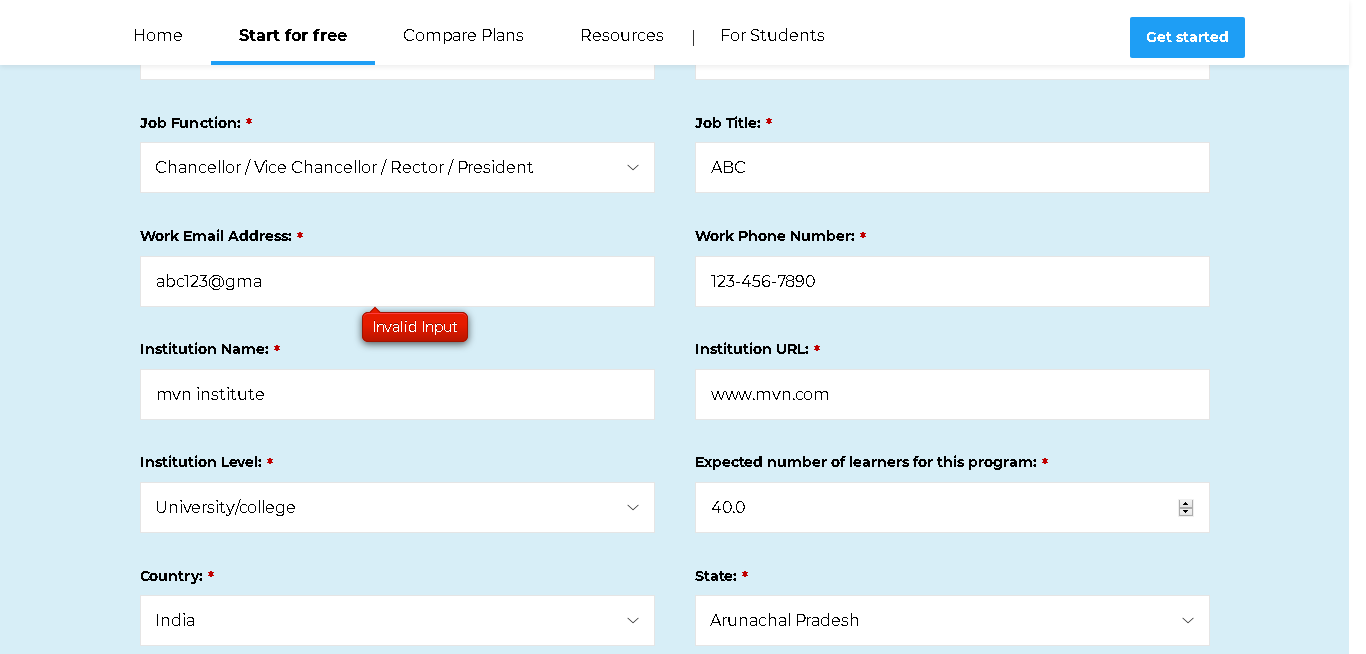 Home Start for free Compare Plans Resources | For Students Get started
Job Function: * Job Title: *
Chancellor / Vice Chancellor / Rector / President ABC
Work Email Address: * Work Phone Number: *
abc123@gma 123-456-7890
Invalid Input
Institution Name: * Institution URL: *
mvn institute www.mvn.com
Institution Level: * Expected number of learners for this program: *
University/college 40.0
Country: * State: *
India Arunachal Pradesh